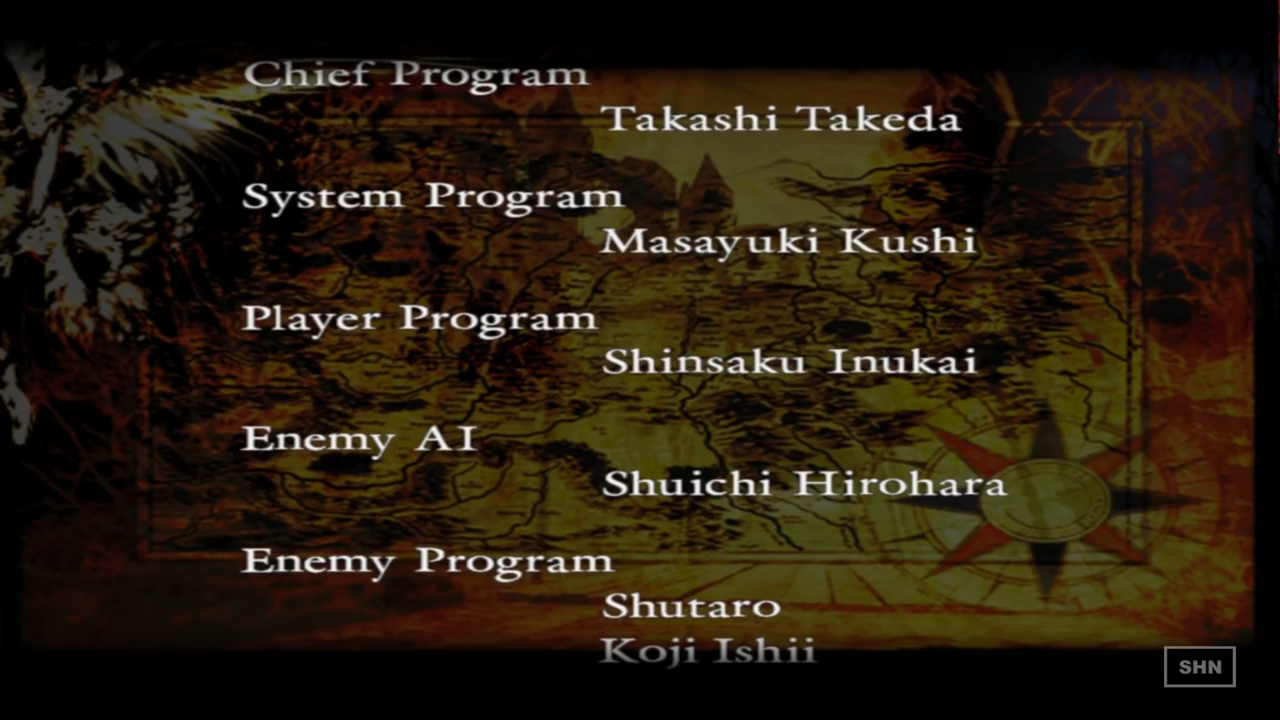 Chief Program
Takashi Takeda
System Program
Masayuki Kushi
Player Program
Shinsaku Inukai
Enemy AI
Shuichi Hirohara
Enemy Program
Shutaro
Koji Ishii
SHN